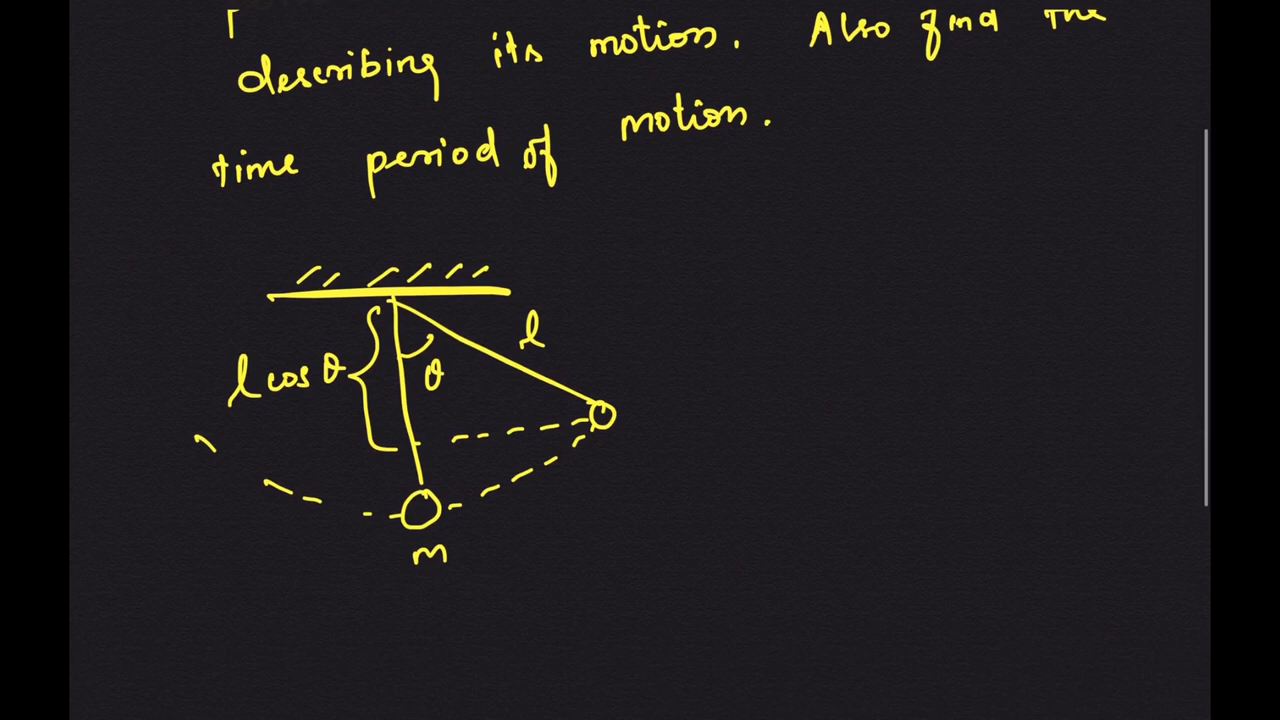 describing its motion. Also find the
time period of motion.
l
l cos θ
θ
m